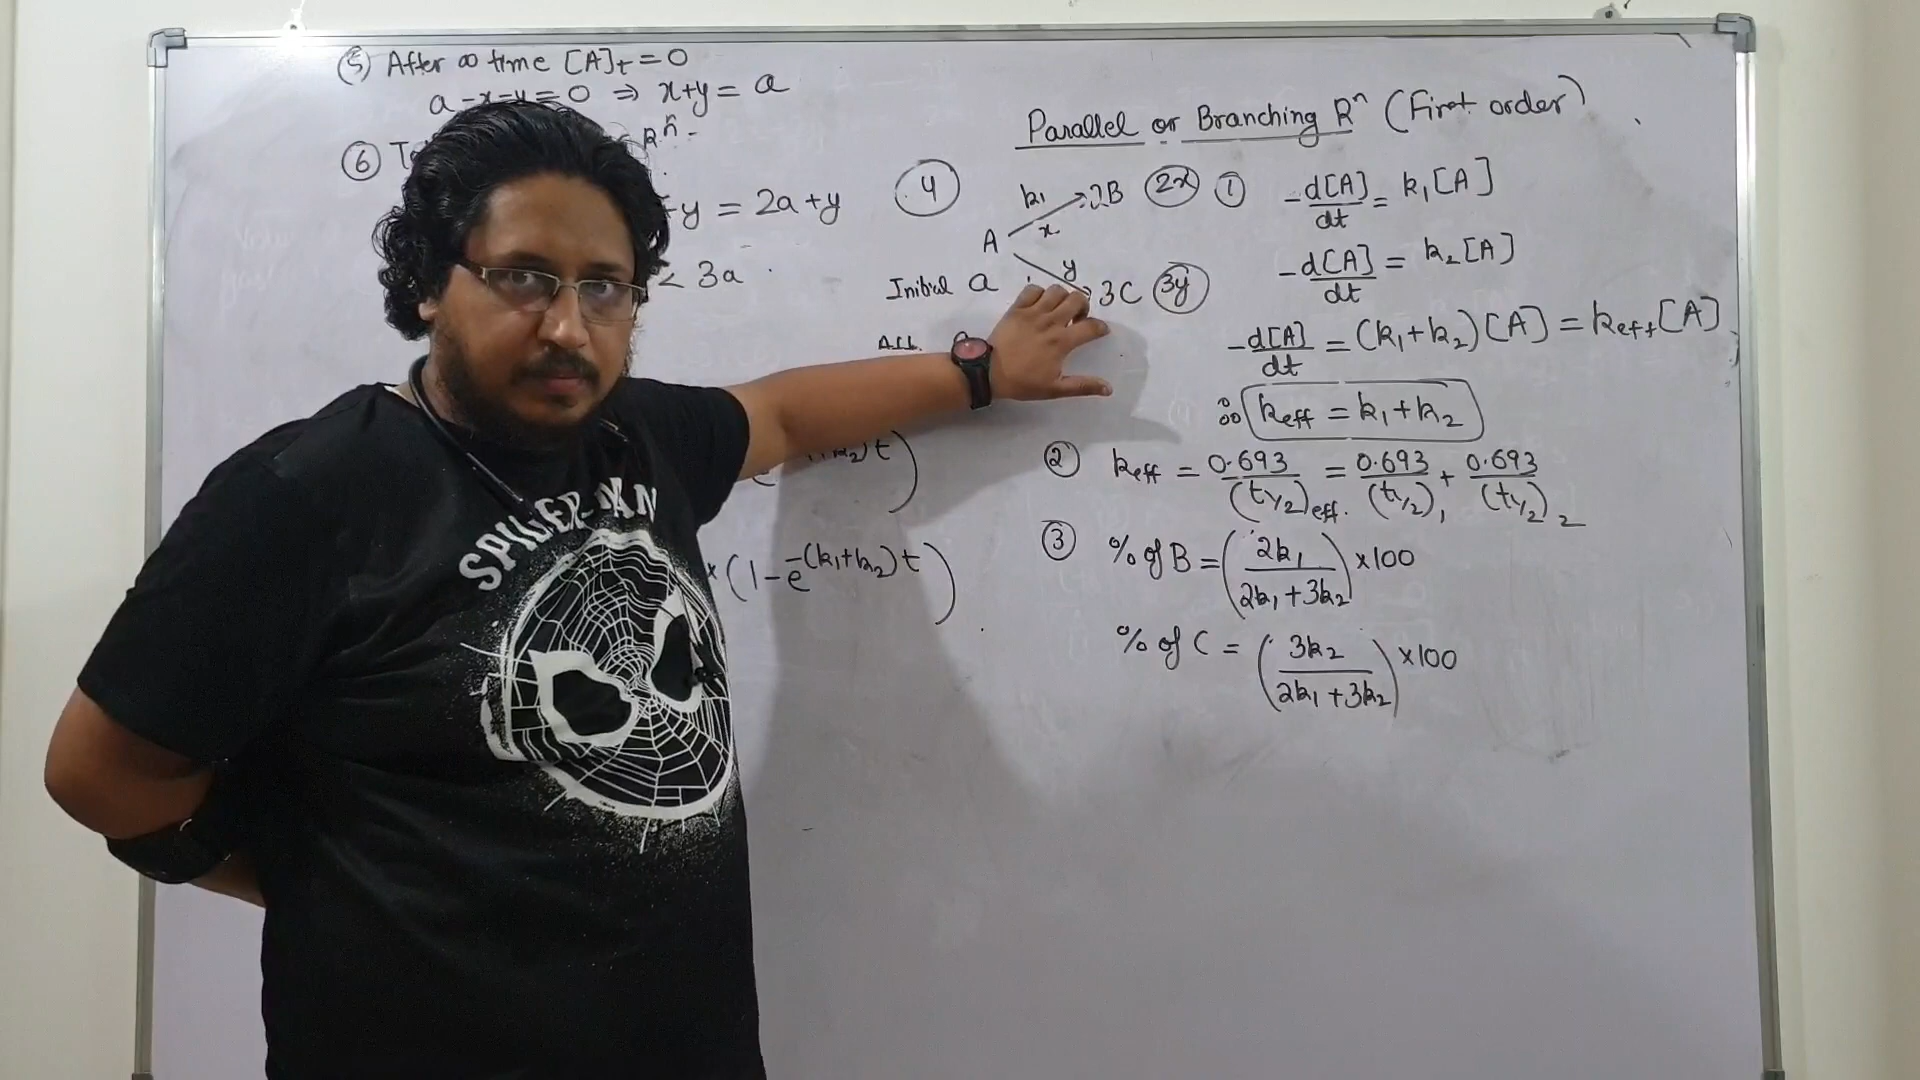 (5) After ∞ time [A]t = 0
a-x-y=0 ⇒ x+y = a
(6) Rⁿ.
+y = 2a+y
< 3a
e (k₁+k₂)t )
× (1-e^-(k₁+k₂)t)
Parallel or Branching Rⁿ (First order)
(4)
k₁ 2B (2x)
A x
y
Initial a 3C (3y)
(1) -d[A]/dt = k₁[A]
-d[A]/dt = k₂[A]
-d[A]/dt = (k₁+k₂)[A] = keff[A]
keff = k₁+k₂
(2) keff = 0.693/(t1/2)eff. = 0.693/(t1/2)₁ + 0.693/(t1/2)₂
(3) % of B = (2k₁/2k₁+3k₂) ×100
% of C = (3k₂/2k₁+3k₂) ×100
SPIDER-MAN